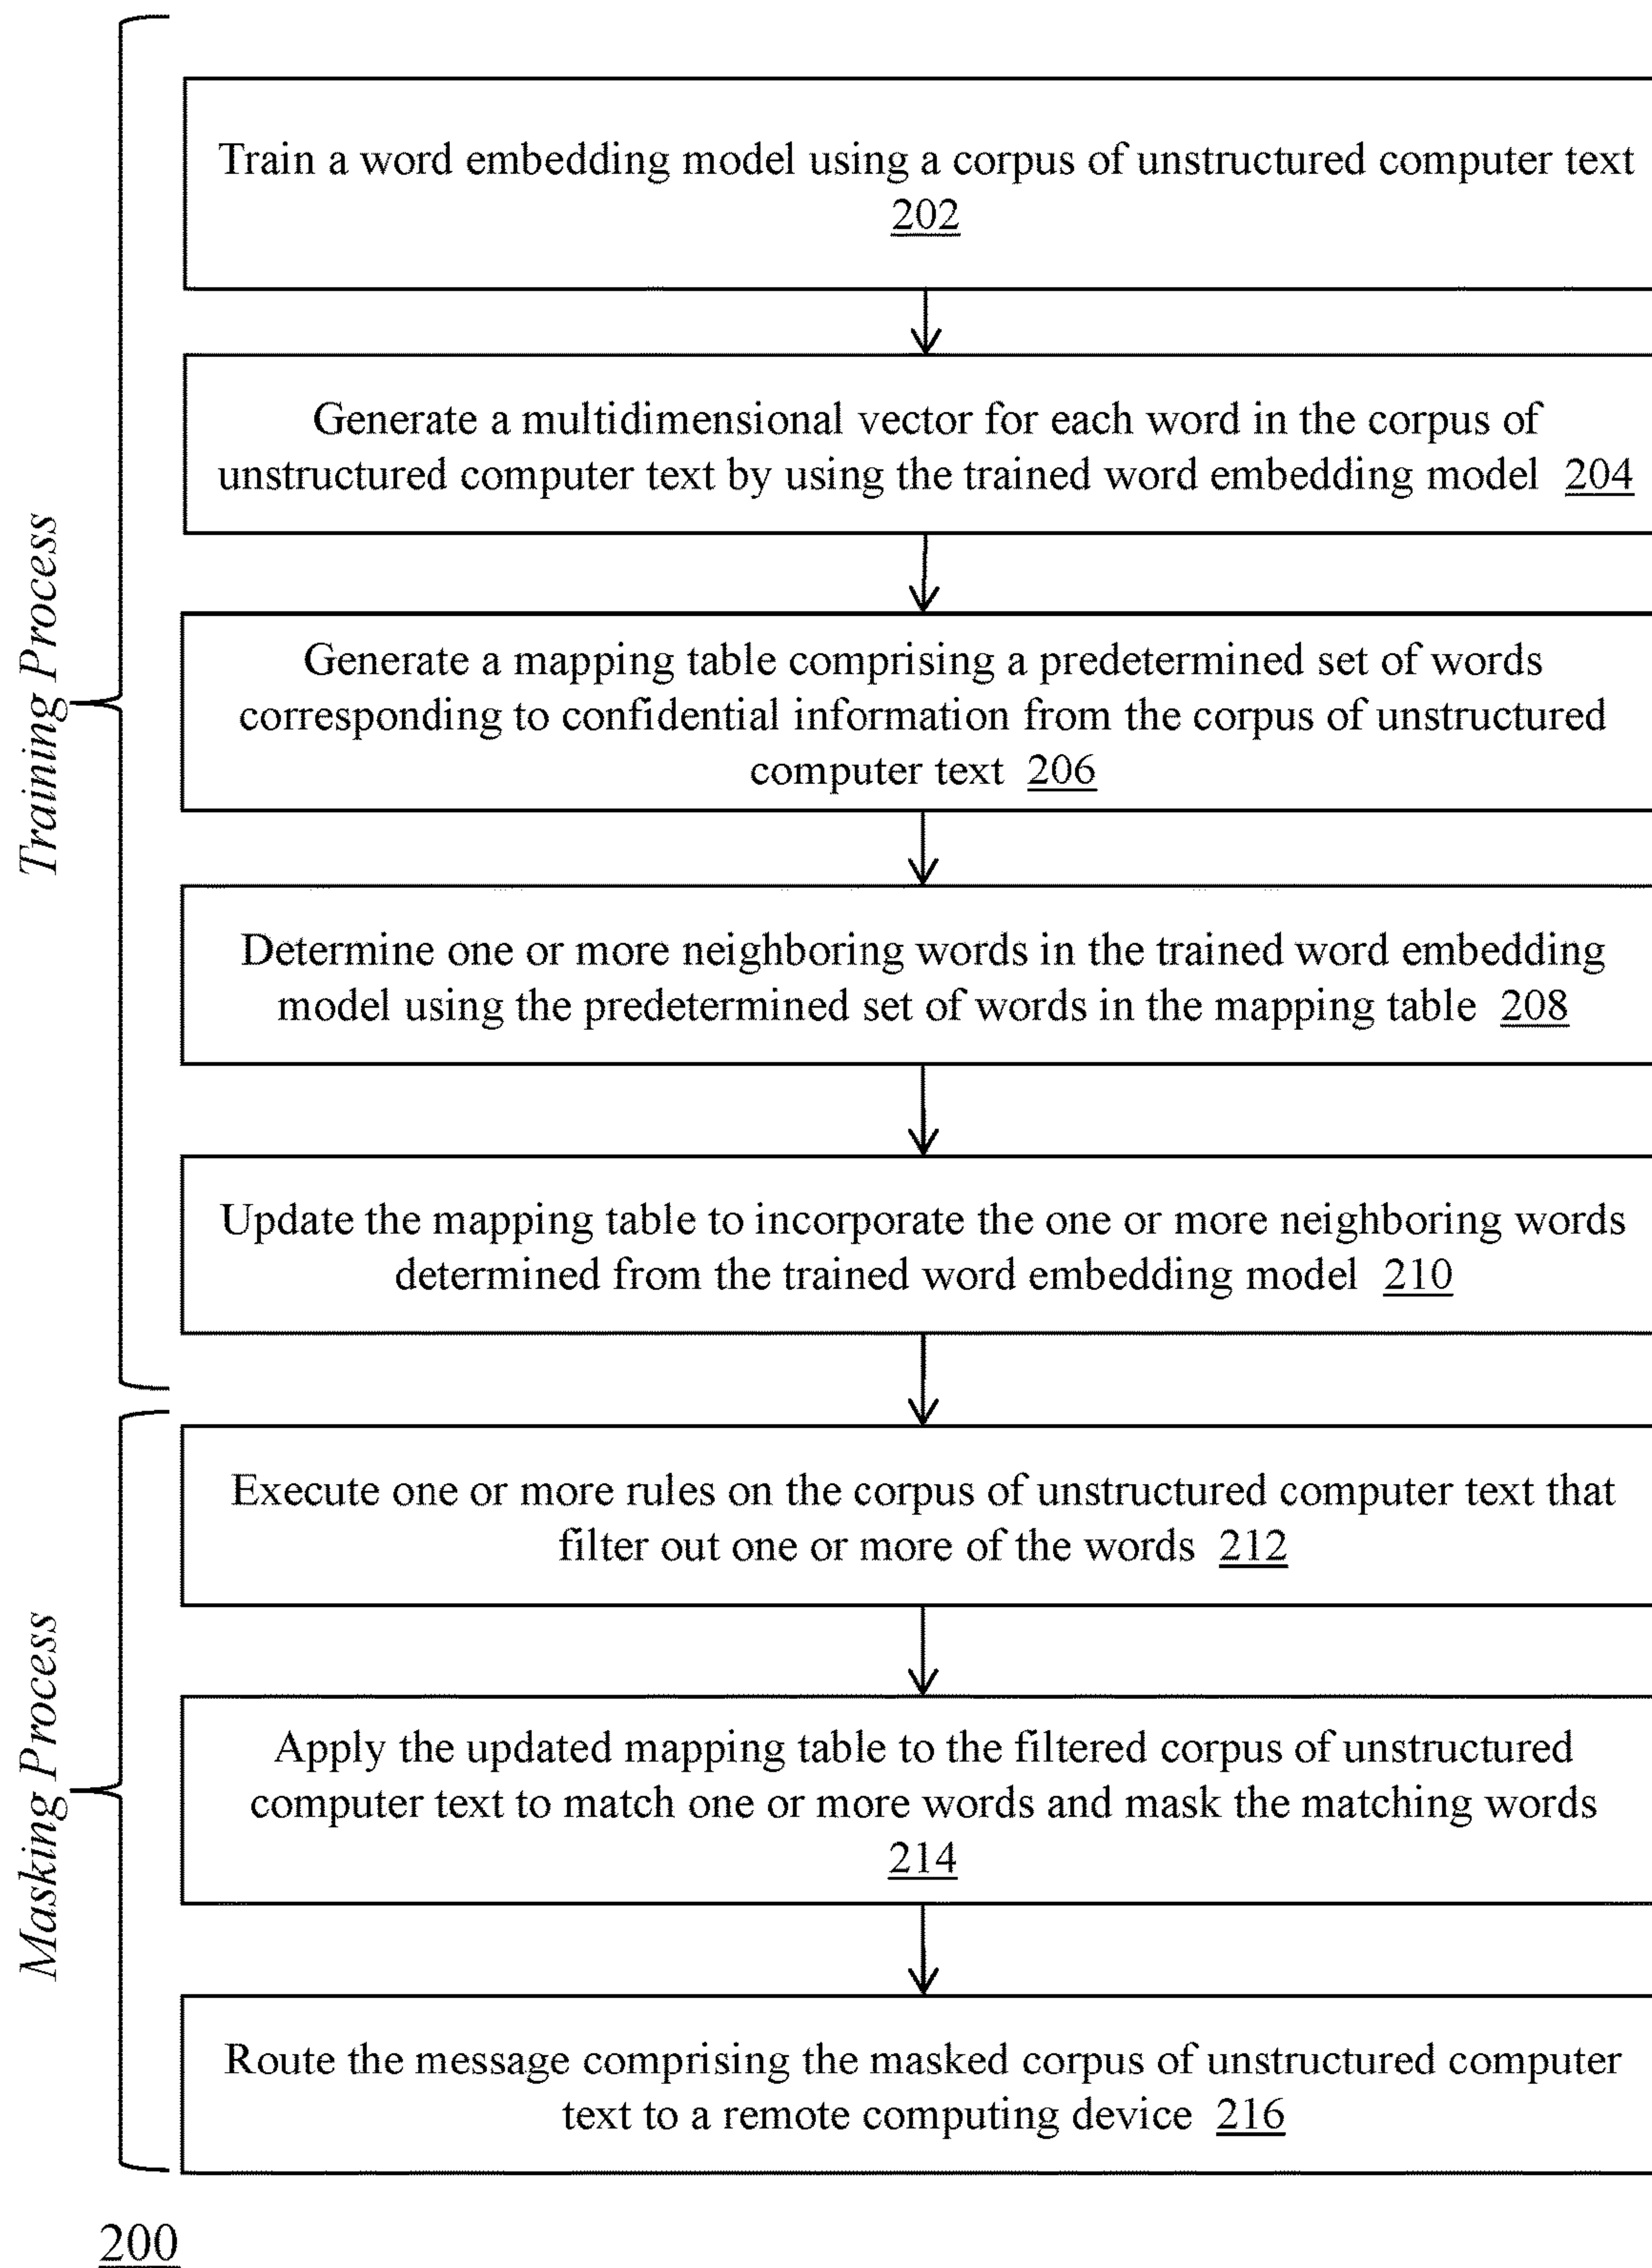 Training Process
Train a word embedding model using a corpus of unstructured computer text
202
Generate a multidimensional vector for each word in the corpus of
unstructured computer text by using the trained word embedding model 204
Generate a mapping table comprising a predetermined set of words
corresponding to confidential information from the corpus of unstructured
computer text 206
Determine one or more neighboring words in the trained word embedding
model using the predetermined set of words in the mapping table 208
Update the mapping table to incorporate the one or more neighboring words
determined from the trained word embedding model 210
Masking Process
Execute one or more rules on the corpus of unstructured computer text that
filter out one or more of the words 212
Apply the updated mapping table to the filtered corpus of unstructured
computer text to match one or more words and mask the matching words
214
Route the message comprising the masked corpus of unstructured computer
text to a remote computing device 216
200